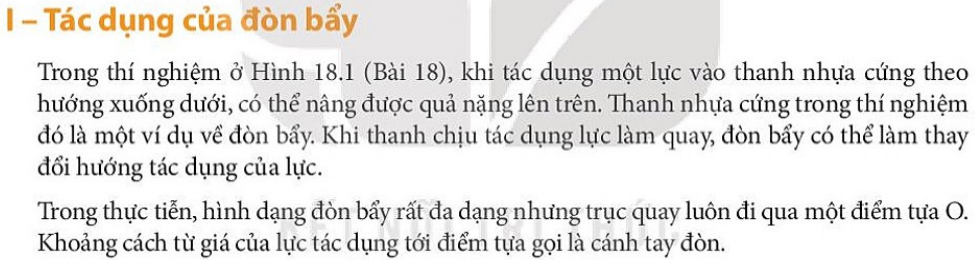 I – Tác dụng của đòn bẩy
Trong thí nghiệm ở Hình 18.1 (Bài 18), khi tác dụng một lực vào thanh nhựa cứng theo
hướng xuống dưới, có thể nâng được quả nặng lên trên. Thanh nhựa cứng trong thí nghiệm
đó là một ví dụ về đòn bẩy. Khi thanh chịu tác dụng lực làm quay, đòn bẩy có thể làm thay
đổi hướng tác dụng của lực.
Trong thực tiễn, hình dạng đòn bẩy rất đa dạng nhưng trục quay luôn đi qua một điểm tựa O.
Khoảng cách từ giá của lực tác dụng tới điểm tựa gọi là cánh tay đòn.